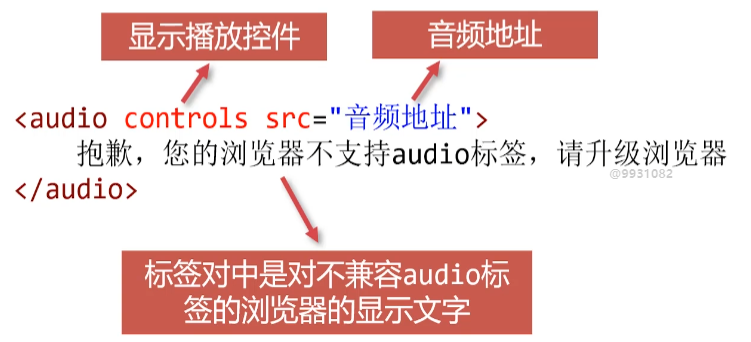 显示播放控件
音频地址
<audio controls src="音频地址">
抱歉，您的浏览器不支持audio标签，请升级浏览器
@9931082
</audio>
标签对中是对不兼容audio标
签的浏览器的显示文字